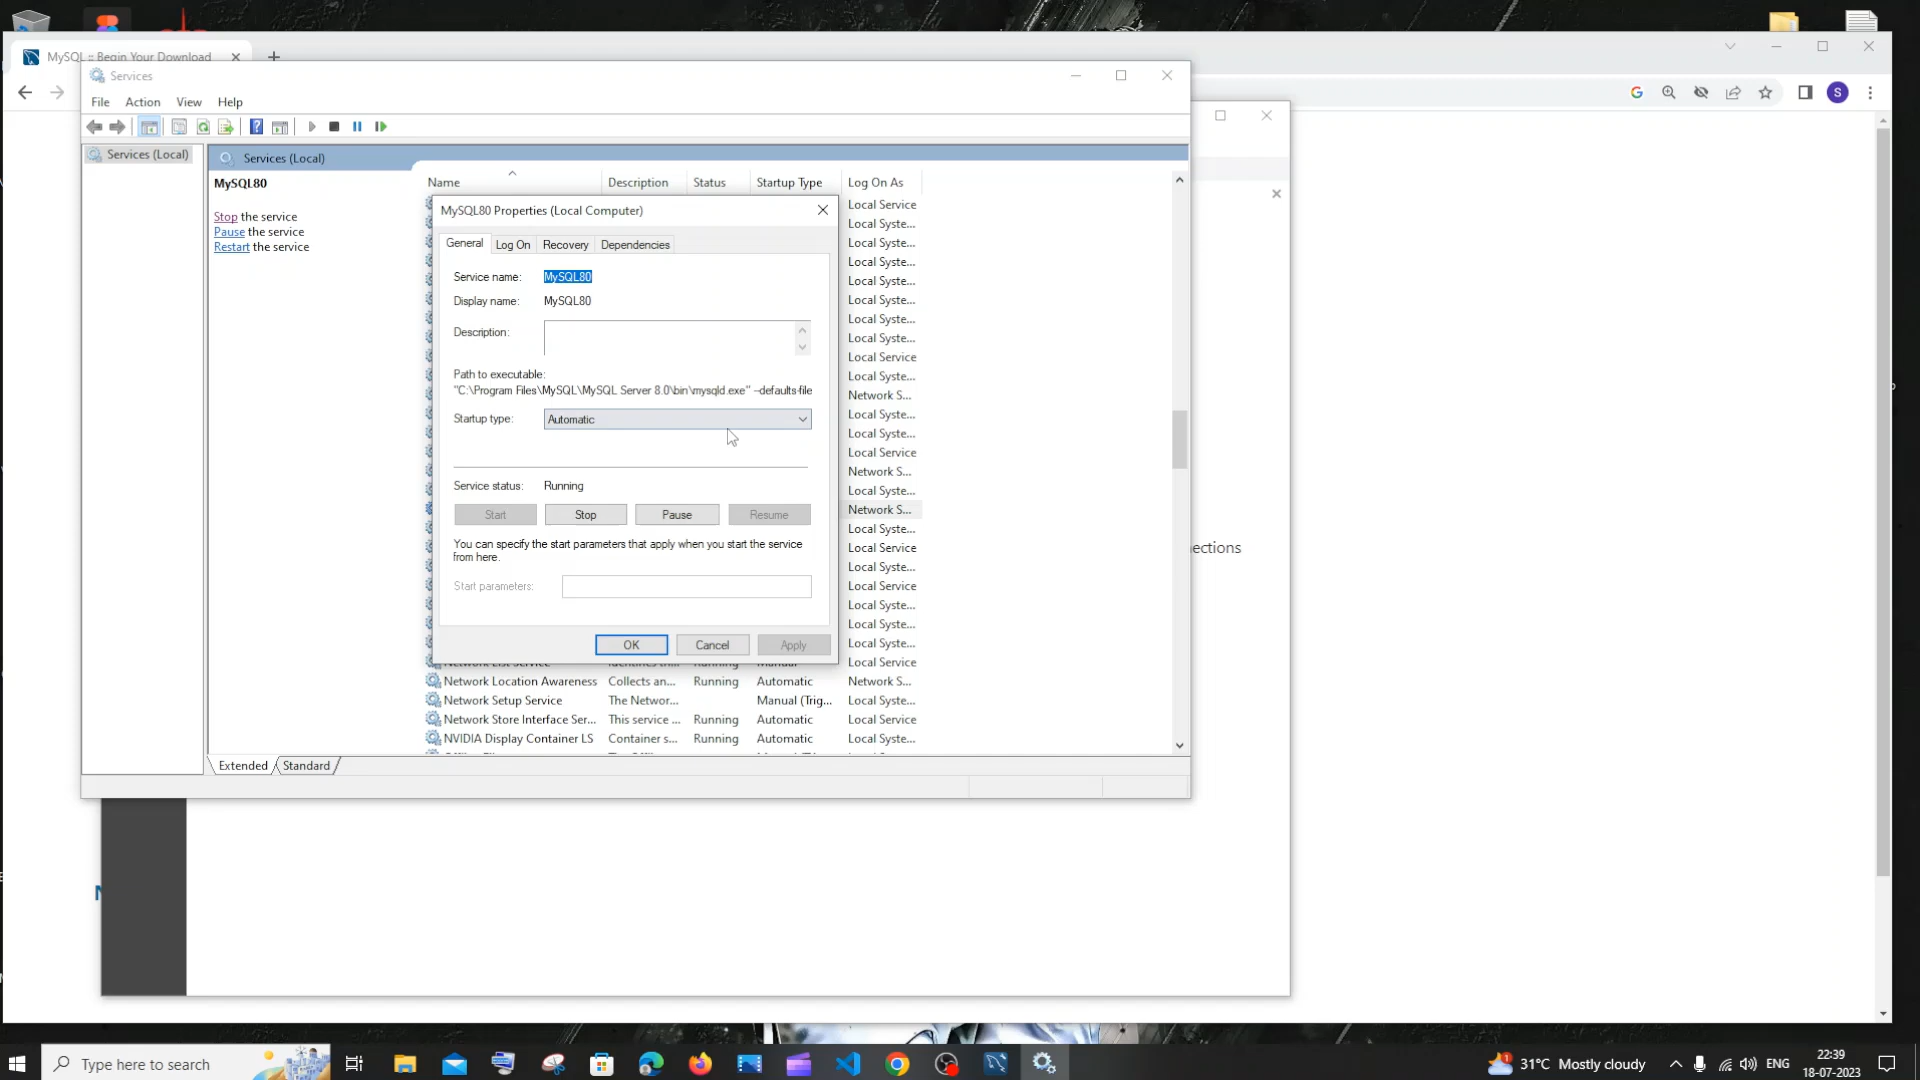 MySQL :: Begin Your Download
Services
File Action View Help
Services (Local)
Services (Local)
MySQL80
Stop the service
Pause the service
Restart the service
Name Description Status Startup Type Log On As
Local Service
Local Syste...
Local Syste...
Local Syste...
Local Syste...
Local Syste...
Local Syste...
Local Syste...
Local Service
Local Syste...
Network S...
Local Syste...
Local Syste...
Local Service
Network S...
Local Syste...
Network S...
Local Syste...
Local Service
Local Syste...
Local Service
Local Syste...
Local Syste...
Local Syste...
Local Service
MySQL80 Properties (Local Computer)
General Log On Recovery Dependencies
Service name: MySQL80
Display name: MySQL80
Description:
Path to executable:
"C:\Program Files\MySQL\MySQL Server 8.0\bin\mysqld.exe" --defaults-file
Startup type: Automatic
Service status: Running
Start Stop Pause Resume
You can specify the start parameters that apply when you start the service
from here.
Start parameters:
OK Cancel Apply
Network Location Awareness Collects an... Running Automatic Network S...
Network Setup Service The Networ... Manual (Trig... Local Syste...
Network Store Interface Ser... This service ... Running Automatic Local Service
NVIDIA Display Container LS Container s... Running Automatic Local Syste...
Extended Standard
ections
S
Type here to search
31°C Mostly cloudy
ENG
22:39
18-07-2023